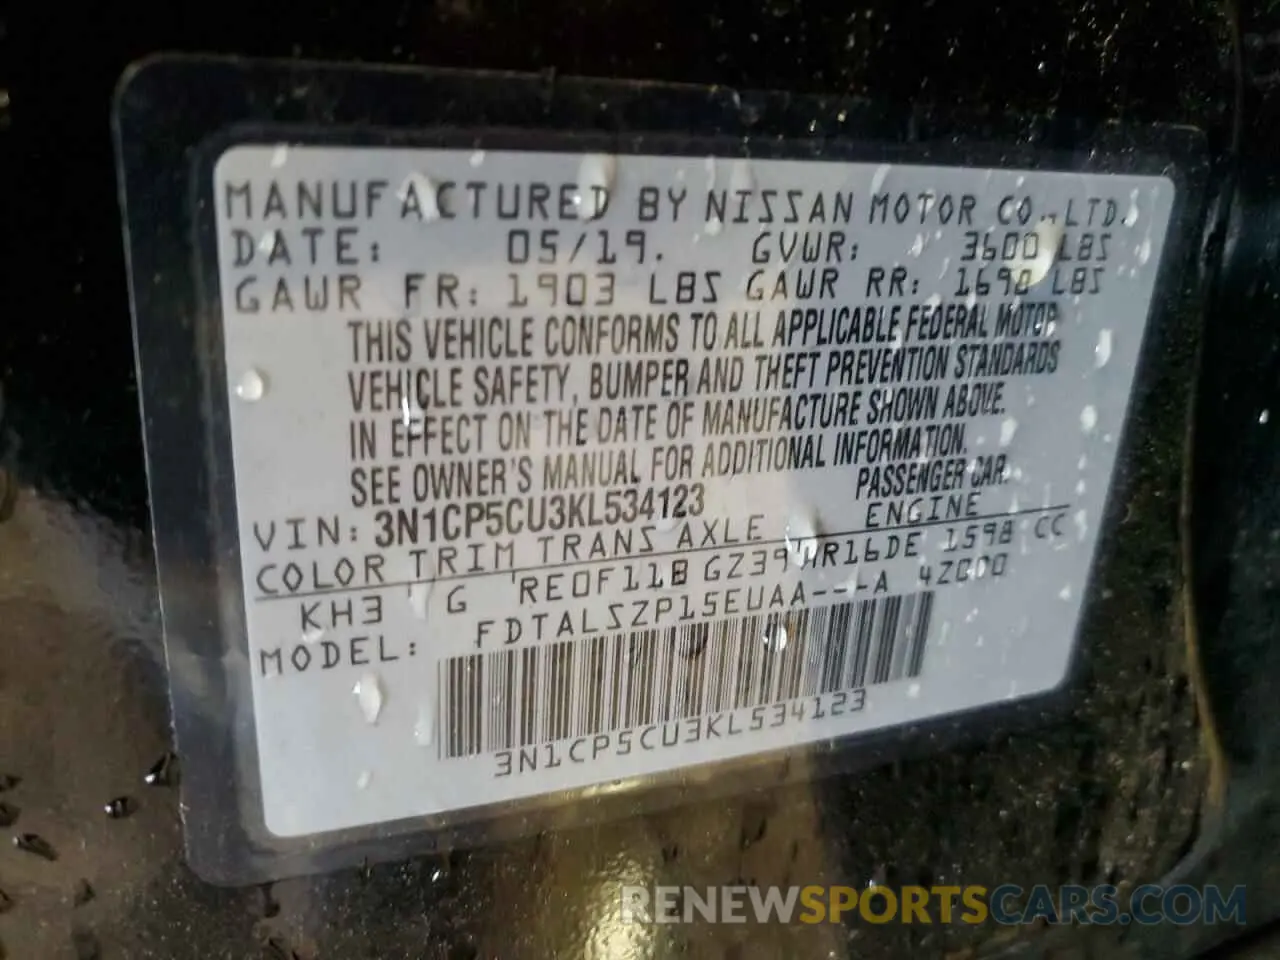 MANUFACTURED BY NISSAN MOTOR CO., LTD.
DATE: 05/19. GVWR: 3600 LBS
GAWR FR: 1903 LBS GAWR RR: 1698 LBS
THIS VEHICLE CONFORMS TO ALL APPLICABLE FEDERAL MOTOR
VEHICLE SAFETY, BUMPER AND THEFT PREVENTION STANDARDS
IN EFFECT ON THE DATE OF MANUFACTURE SHOWN ABOVE.
SEE OWNER'S MANUAL FOR ADDITIONAL INFORMATION.
VIN: 3N1CP5CU3KL534123 PASSENGER CAR.
COLOR TRIM TRANS AXLE ENGINE
KH3 G RE0F11B GZ39 HR16DE 1598 CC
MODEL: FDTALSZP15EUAA---A 42000
3N1CP5CU3KL534123
RENEWSPORTSCARS.COM